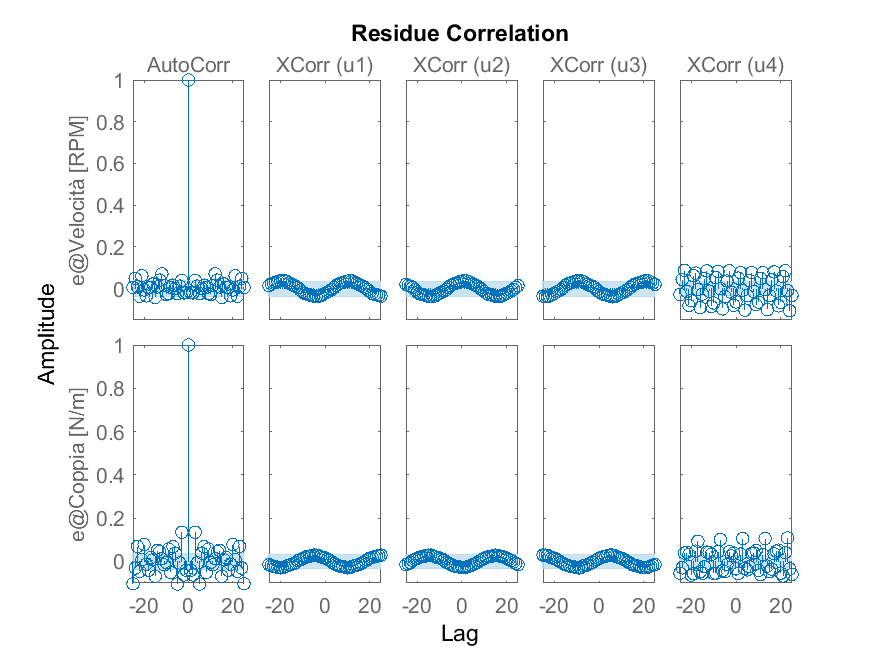 Residue Correlation
AutoCorr XCorr (u1) XCorr (u2) XCorr (u3) XCorr (u4)
Amplitude
e@Velocità [RPM]
1
0.8
0.6
0.4
0.2
0
e@Coppia [N/m]
1
0.8
0.6
0.4
0.2
0
-20 0 20 -20 0 20 -20 0 20 -20 0 20 -20 0 20
Lag